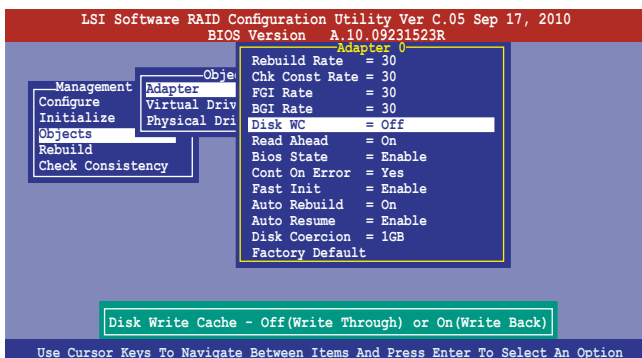 LSI Software RAID Configuration Utility Ver C.05 Sep 17, 2010
BIOS Version A.10.09231523R
Management
Configure
Initialize
Objects
Rebuild
Check Consistency
Obje
Adapter
Virtual Driv
Physical Dri
Adapter 0
Rebuild Rate = 30
Chk Const Rate = 30
FGI Rate = 30
BGI Rate = 30
Disk WC = Off
Read Ahead = On
Bios State = Enable
Cont On Error = Yes
Fast Init = Enable
Auto Rebuild = On
Auto Resume = Enable
Disk Coercion = 1GB
Factory Default
Disk Write Cache - Off(Write Through) or On(Write Back)
Use Cursor Keys To Navigate Between Items And Press Enter To Select An Option